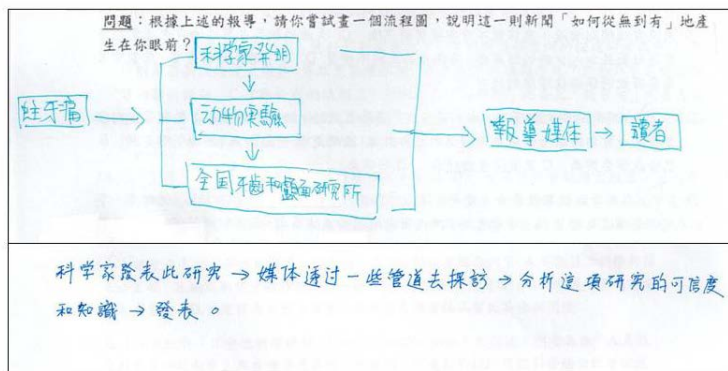 問題：根據上述的報導，請你嘗試畫一個流程圖，說明這一則新聞「如何從無到有」地產
生在你眼前？
科学家発明
蛀牙痛
动物実驗
全国牙齒和顱面研究所
報導媒体
讀者
科学家發表此研究→媒体透过一些管道去採訪→分析這項研究的可信度
和知識→發表。